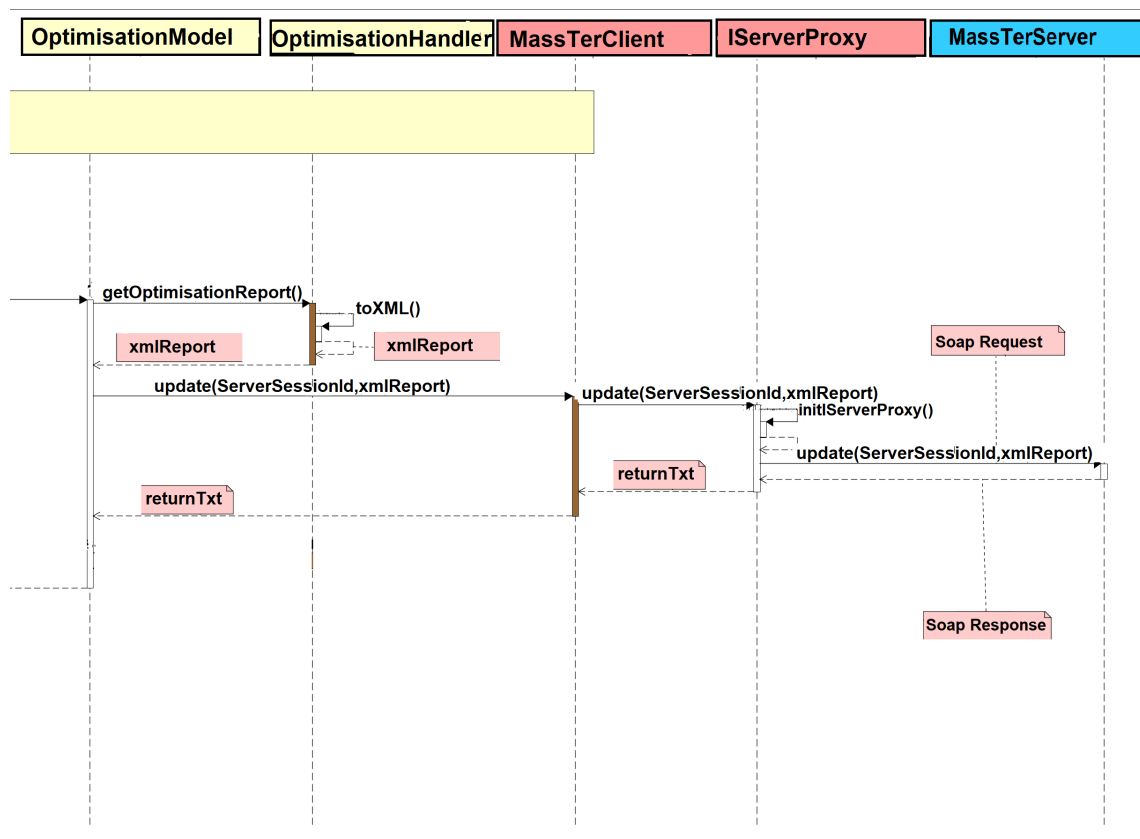 OptimisationModel
OptimisationHandler
MassTerClient
IServerProxy
MassTerServer
getOptimisationReport()
toXML()
xmlReport
xmlReport
Soap Request
update(ServerSessionId,xmlReport)
update(ServerSessionId,xmlReport)
initIServerProxy()
update(ServerSessionId,xmlReport)
returnTxt
returnTxt
Soap Response